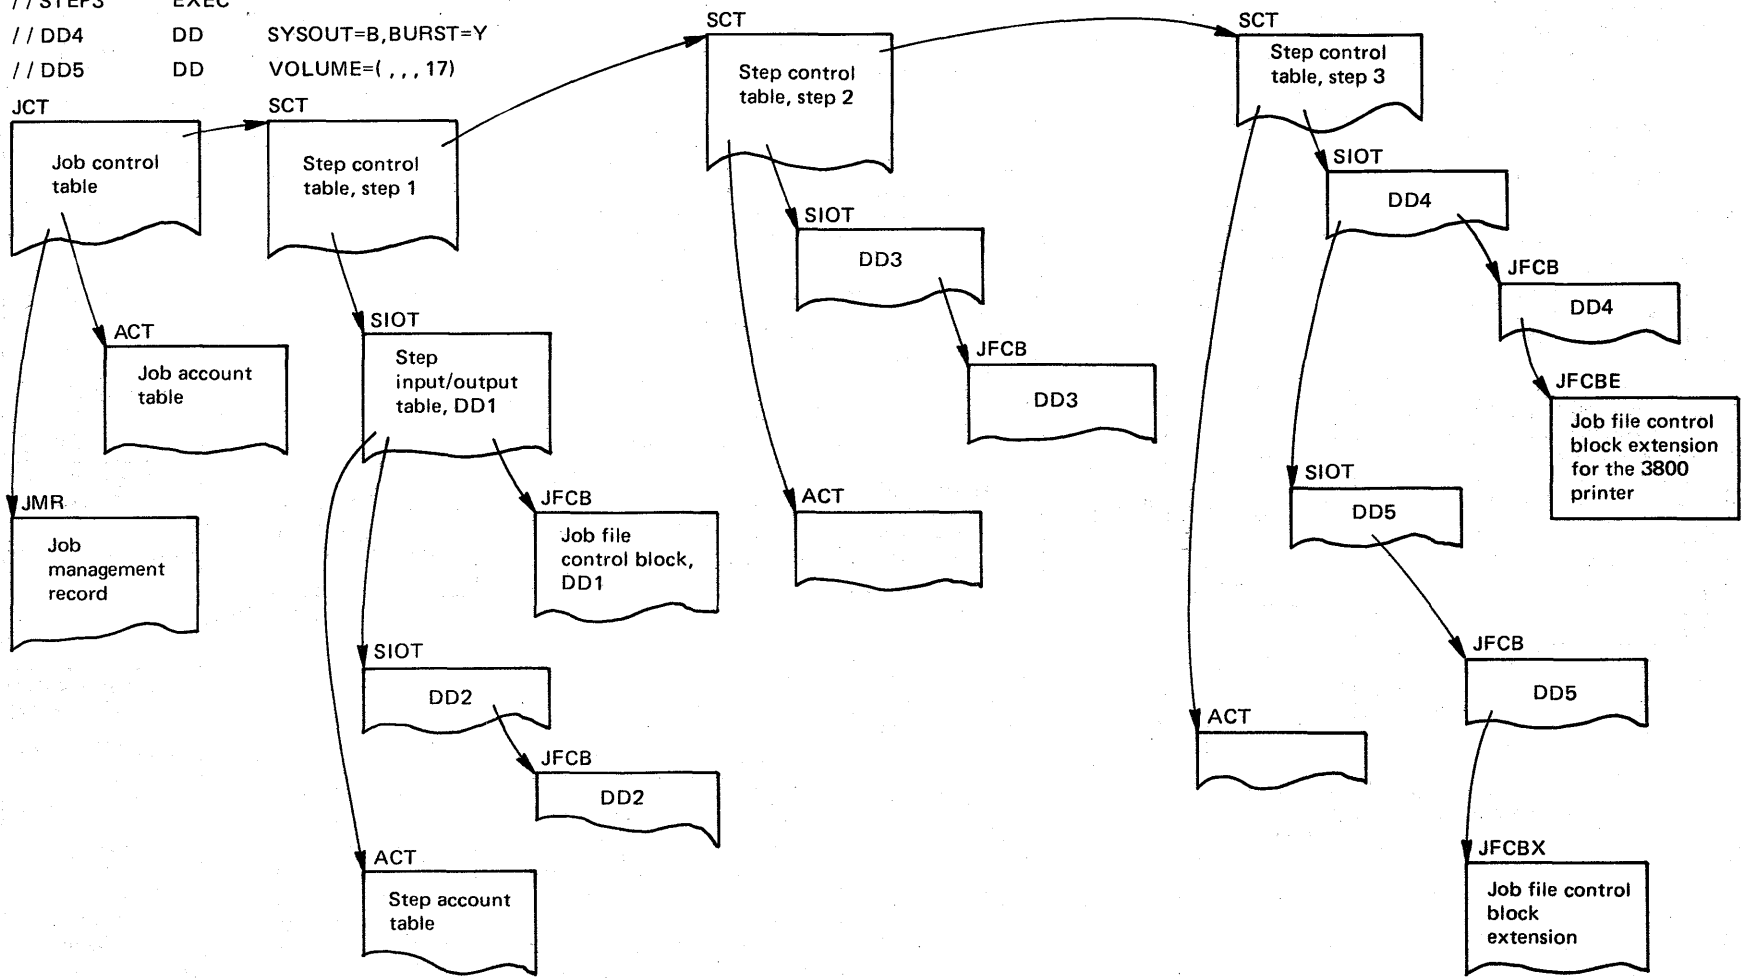 //STEP3 EXEC
//DD4 DD SYSOUT=B,BURST=Y
//DD5 DD VOLUME=( , , , 17)
JCT
Job control
table
SCT
Step control
table, step 1
SCT
Step control
table, step 2
SCT
Step control
table, step 3
ACT
Job account
table
JMR
Job
management
record
SIOT
Step
input/output
table, DD1
JFCB
Job file
control block,
DD1
SIOT
DD2
JFCB
DD2
ACT
Step account
table
SIOT
DD3
JFCB
DD3
ACT
SIOT
DD4
JFCB
DD4
JFCBE
Job file control
block extension
for the 3800
printer
SIOT
DD5
JFCB
DD5
ACT
JFCBX
Job file control
block
extension